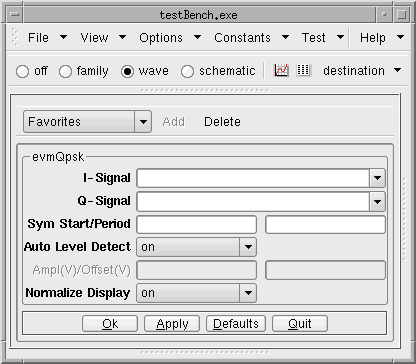 testBench.exe
File View Options Constants Test Help
off family wave schematic destination
Favorites Add Delete
evmQpsk
I-Signal
Q-Signal
Sym Start/Period
Auto Level Detect on
Ampl(V)/Offset(V)
Normalize Display on
Ok Apply Defaults Quit